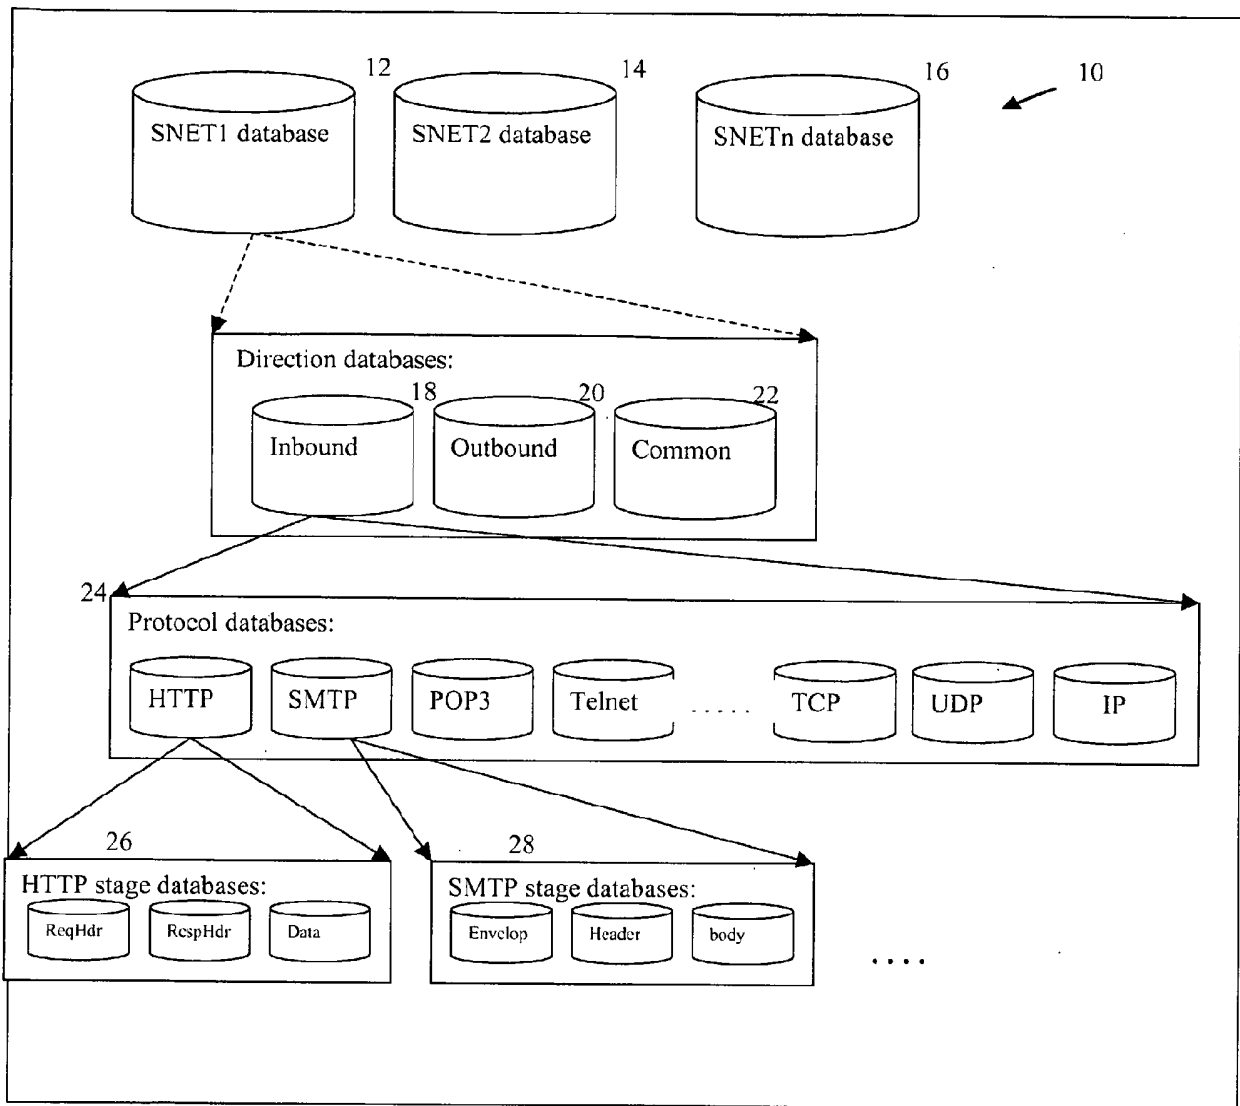 12
14
16
10
SNET1 database
SNET2 database
SNETn database
Direction databases:
18
20
22
Inbound
Outbound
Common
24
Protocol databases:
HTTP
SMTP
POP3
Telnet
.....
TCP
UDP
IP
26
28
HTTP stage databases:
SMTP stage databases:
ReqHdr
RespHdr
Data
Envelop
Header
body
....